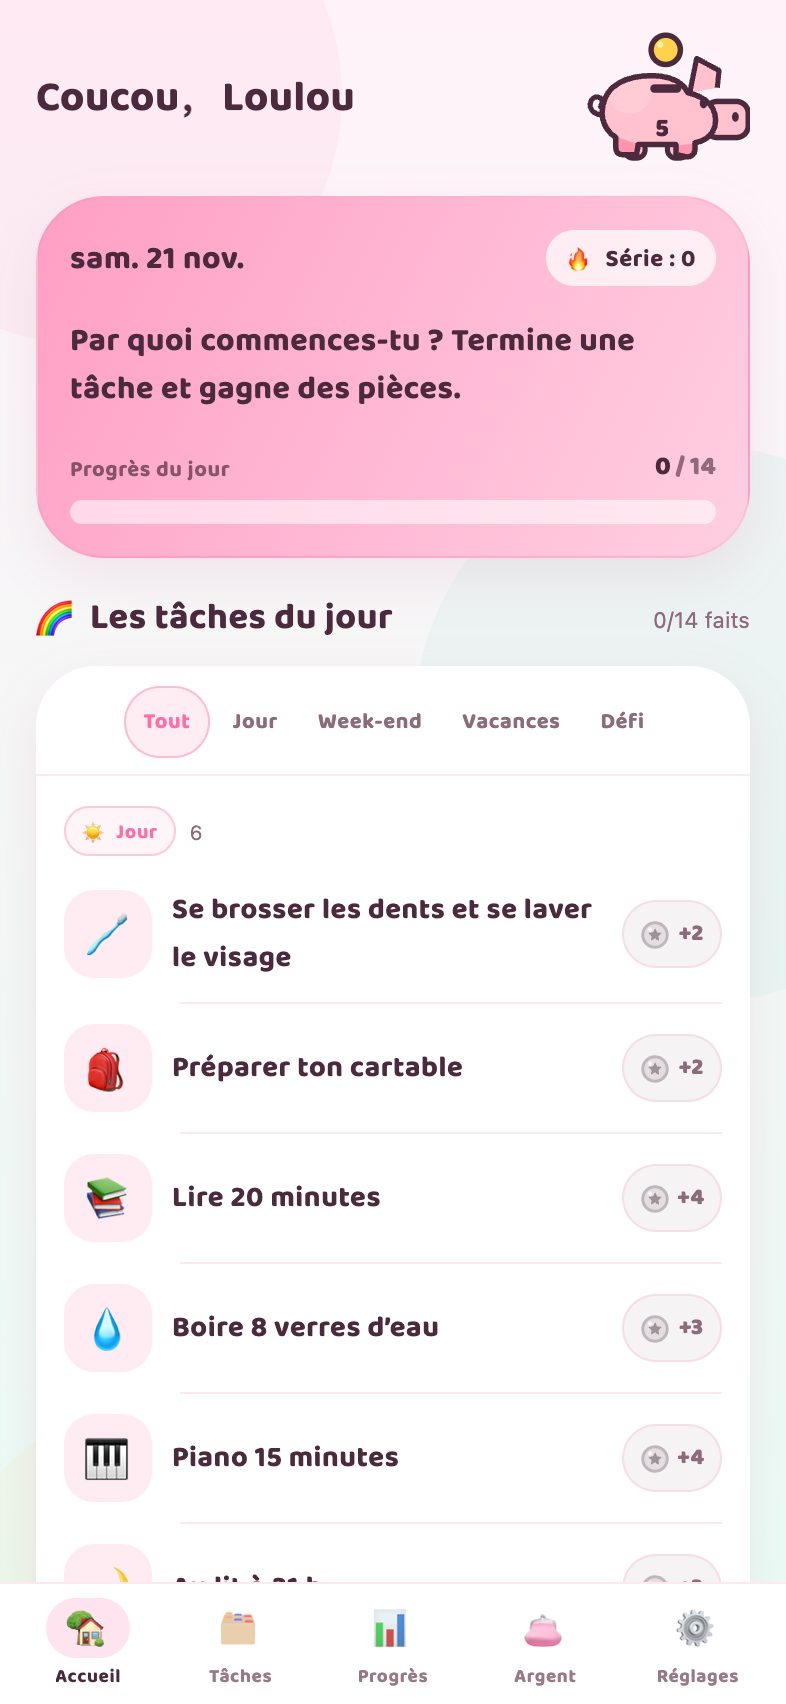 Coucou, Loulou
5
sam. 21 nov.
Série : 0
Par quoi commences-tu ? Termine une
tâche et gagne des pièces.
Progrès du jour
0 / 14
Les tâches du jour
0/14 faits
Tout Jour Week-end Vacances Défi
Jour 6
Se brosser les dents et se laver
le visage
+2
Préparer ton cartable
+2
Lire 20 minutes
+4
Boire 8 verres d’eau
+3
Piano 15 minutes
+4
Au lit à 21 h
Accueil Tâches Progrès Argent Réglages